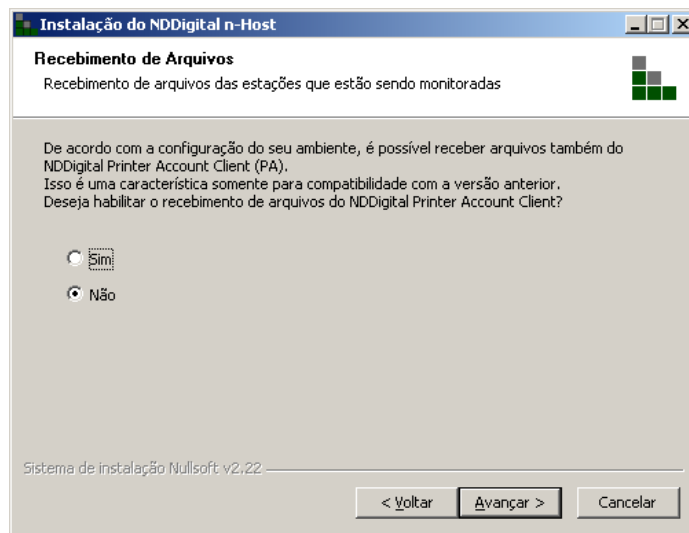 Instalação do NDDigital n-Host
Recebimento de Arquivos
Recebimento de arquivos das estações que estão sendo monitoradas
De acordo com a configuração do seu ambiente, é possível receber arquivos também do
NDDigital Printer Account Client (PA).
Isso é uma característica somente para compatibilidade com a versão anterior.
Deseja habilitar o recebimento de arquivos do NDDigital Printer Account Client?
Sim
Não
Sistema de instalação Nullsoft v2.22
< Voltar Avançar > Cancelar